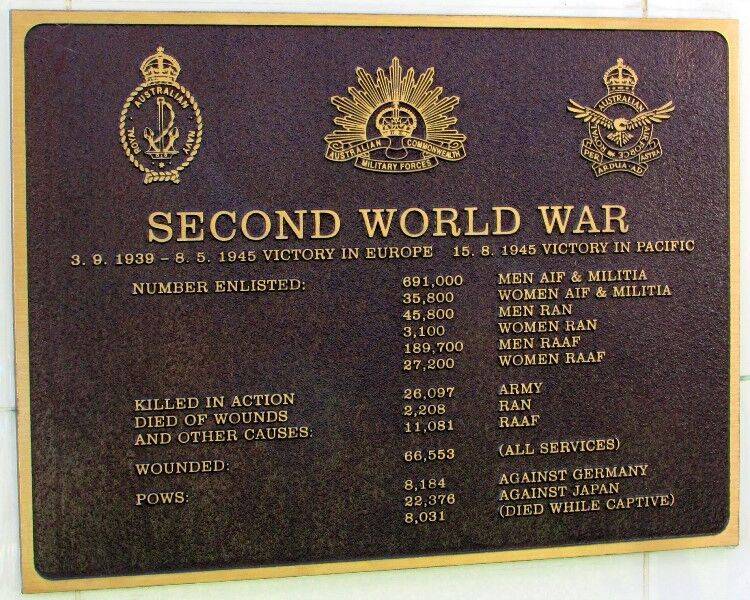 ROYAL AUSTRALIAN NAVY
AUSTRALIAN COMMONWEALTH
MILITARY FORCES
ROYAL AUSTRALIAN AIR FORCE
PER ARDUA·AD ASTRA
SECOND WORLD WAR
3. 9. 1939 – 8. 5. 1945 VICTORY IN EUROPE 15. 8. 1945 VICTORY IN PACIFIC
NUMBER ENLISTED: 691,000 MEN AIF & MILITIA
35,800 WOMEN AIF & MILITIA
45,800 MEN RAN
3,100 WOMEN RAN
189,700 MEN RAAF
27,200 WOMEN RAAF
KILLED IN ACTION 26,097 ARMY
DIED OF WOUNDS 2,208 RAN
AND OTHER CAUSES: 11,081 RAAF
WOUNDED: 66,553 (ALL SERVICES)
POWS: 8,184 AGAINST GERMANY
22,376 AGAINST JAPAN
8,031 (DIED WHILE CAPTIVE)